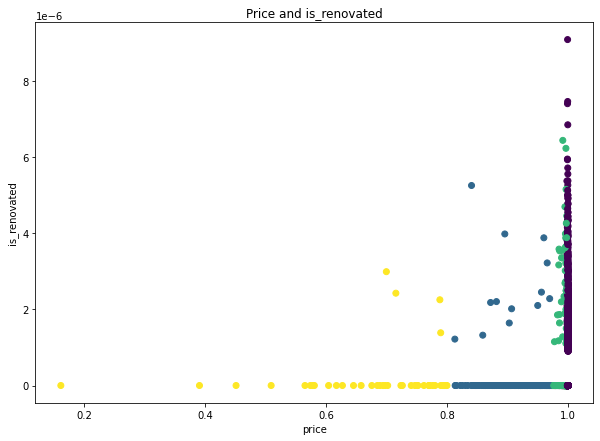 Price and is_renovated
1e−6
8
6
4
2
0
is_renovated
0.2 0.4 0.6 0.8 1.0
price